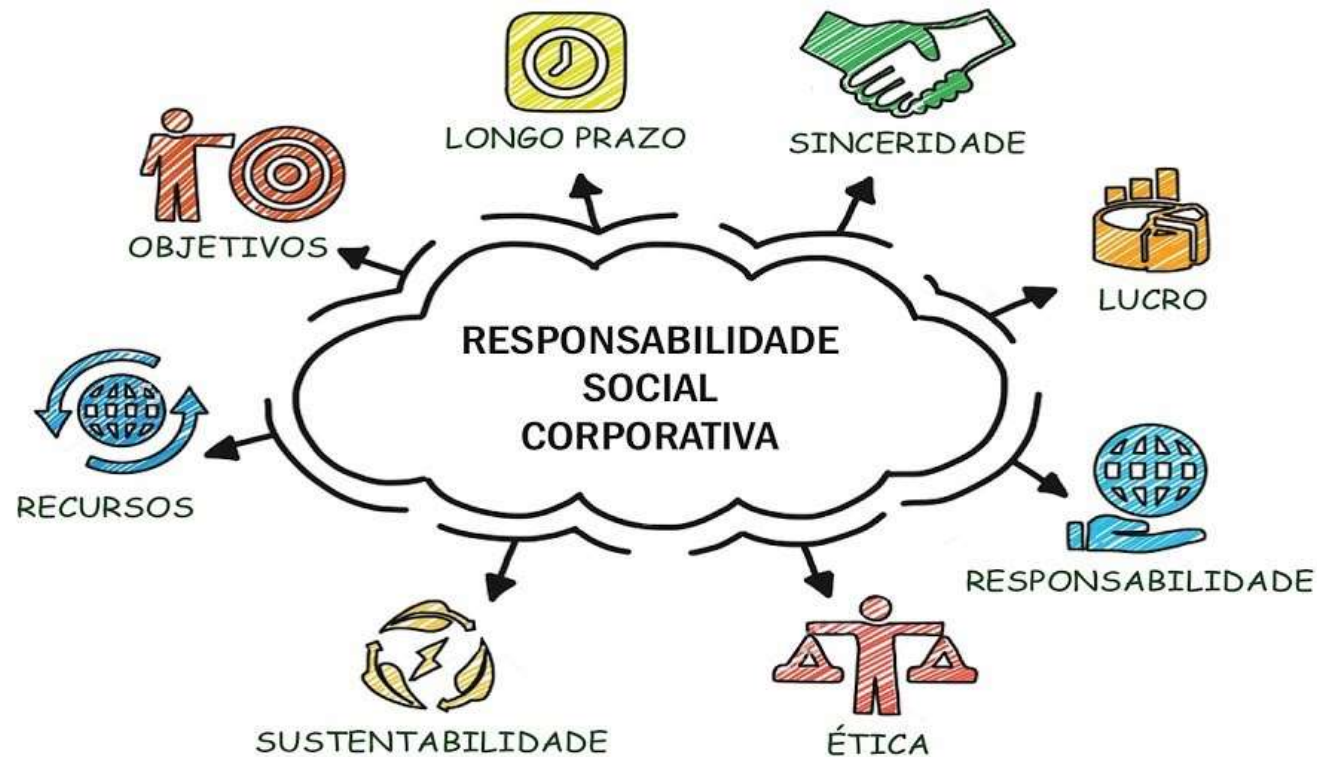 LONGO PRAZO
SINCERIDADE
OBJETIVOS
LUCRO
RESPONSABILIDADE
SOCIAL
CORPORATIVA
RECURSOS
RESPONSABILIDADE
SUSTENTABILIDADE
ÉTICA